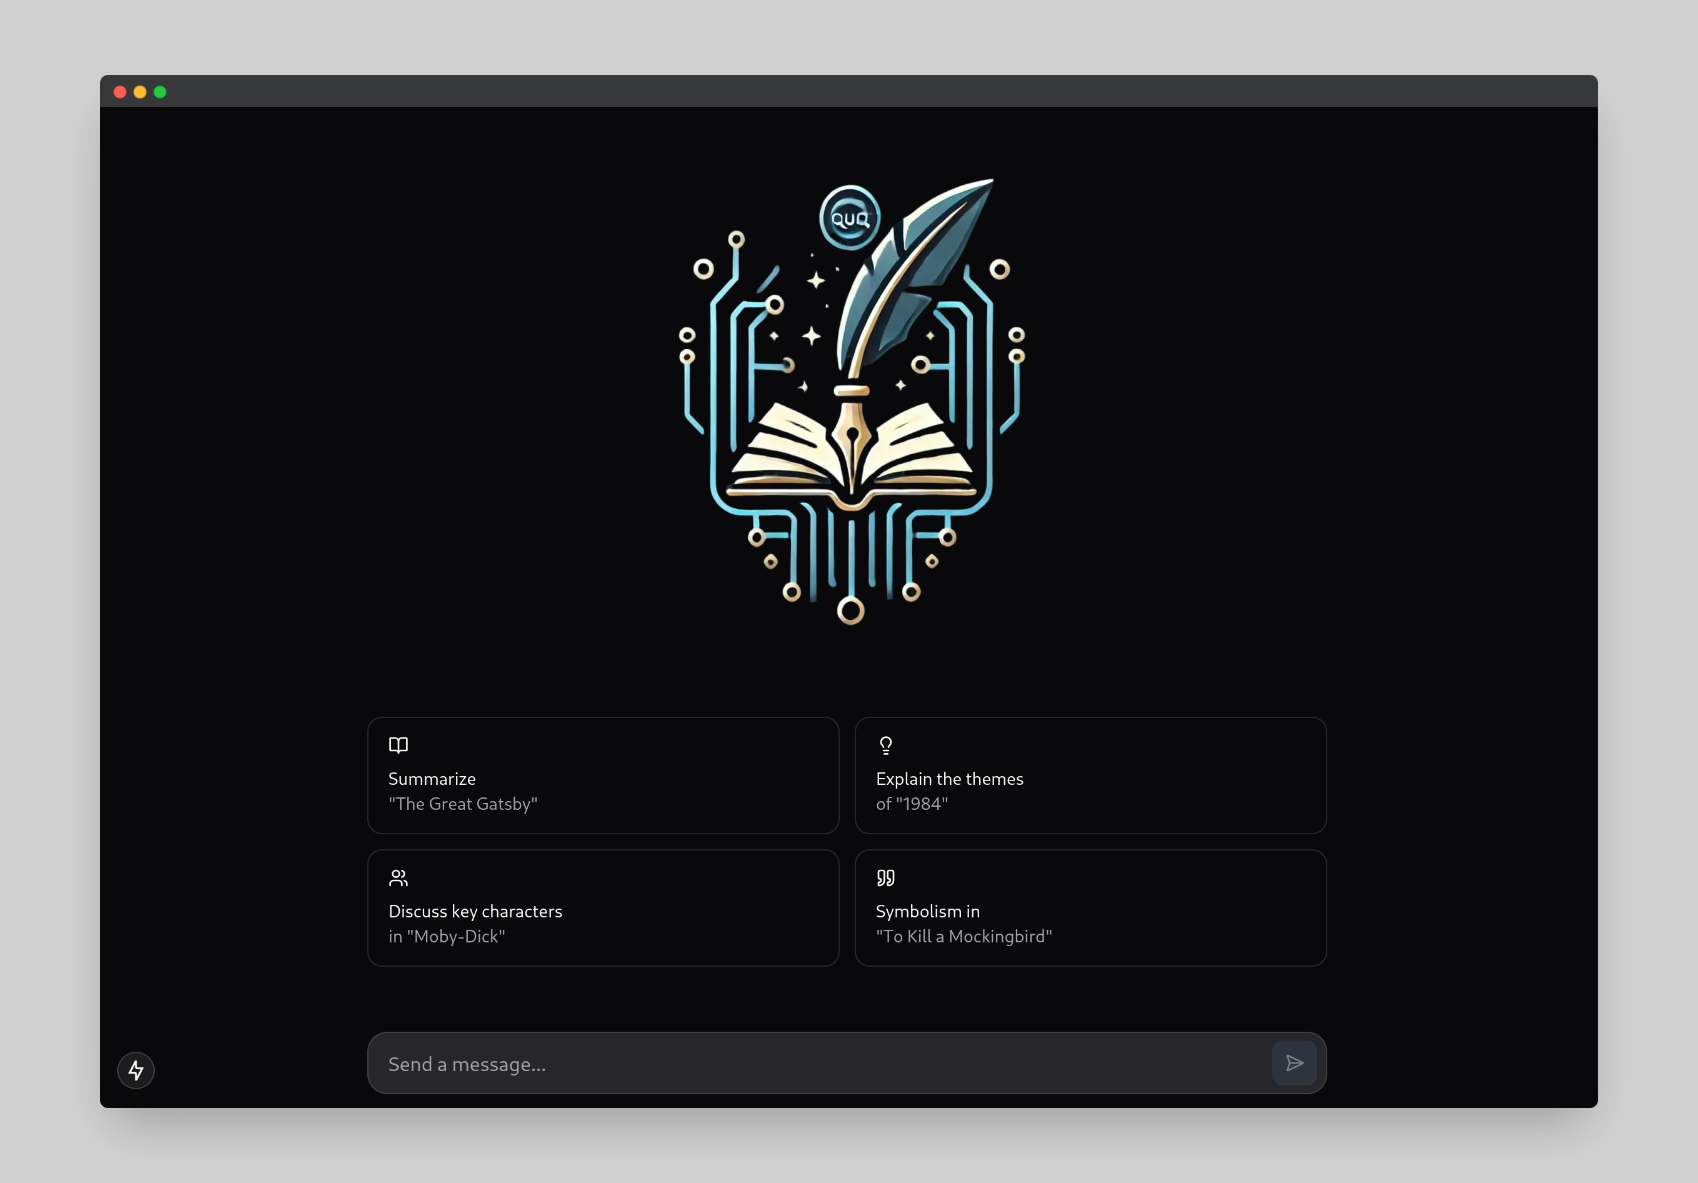 QUQ
Summarize
"The Great Gatsby"
Explain the themes
of "1984"
Discuss key characters
in "Moby-Dick"
Symbolism in
"To Kill a Mockingbird"
Send a message...